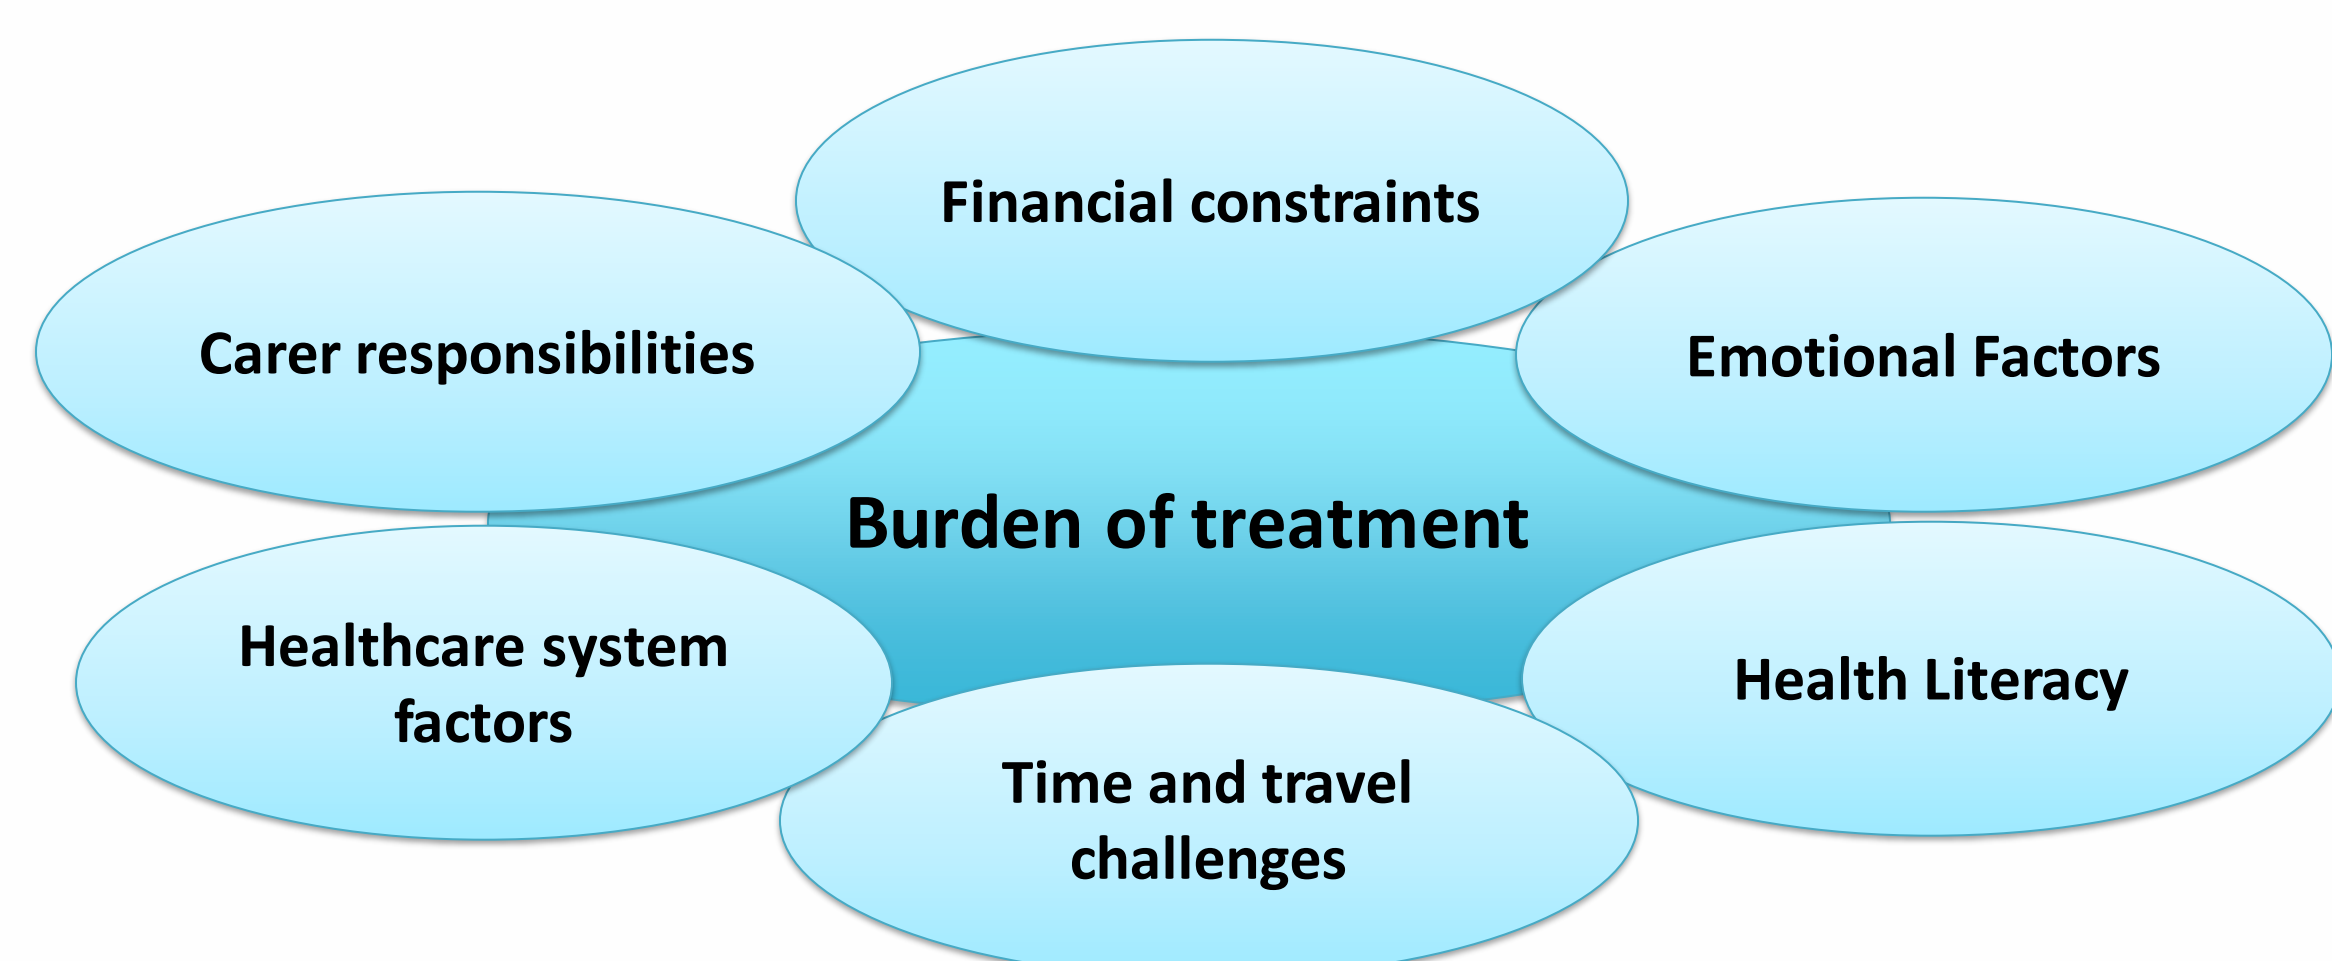 Financial constraints
Carer responsibilities
Emotional Factors
Burden of treatment
Healthcare system
factors
Health Literacy
Time and travel
challenges